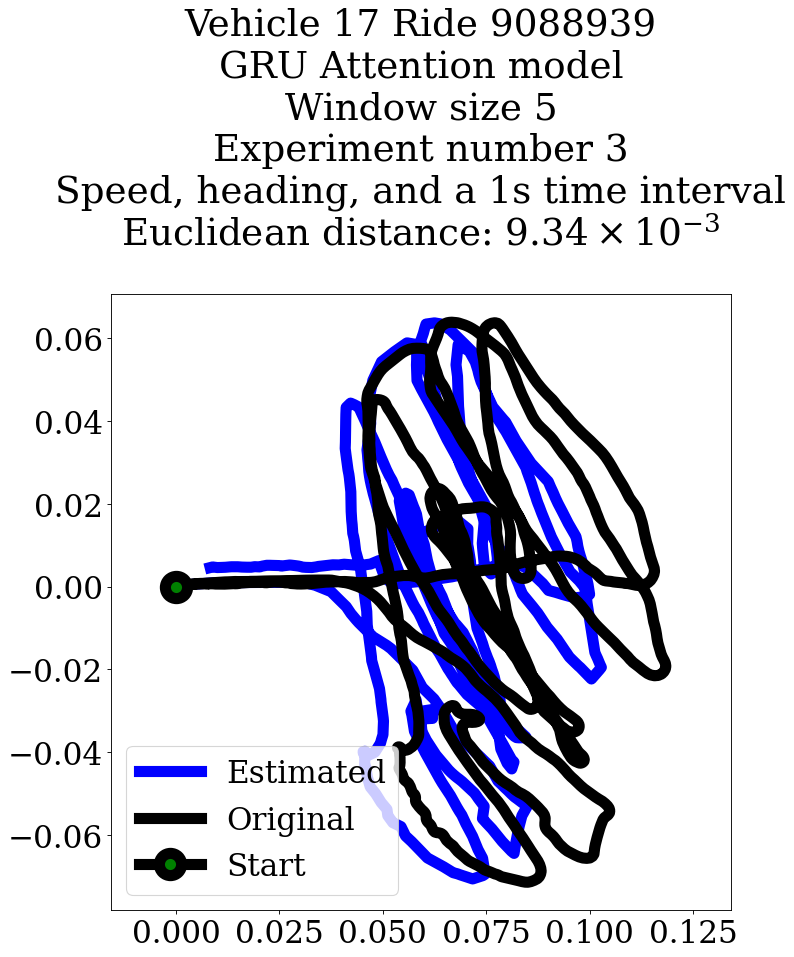 Vehicle 17 Ride 9088939
GRU Attention model
Window size 5
Experiment number 3
Speed, heading, and a 1s time interval
Euclidean distance: 9.34 × 10⁻³
0.06
0.04
0.02
0.00
−0.02
−0.04
−0.06
Estimated
Original
Start
0.000 0.025 0.050 0.075 0.100 0.125